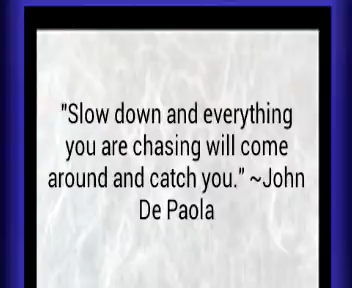 "Slow down and everything
you are chasing will come
around and catch you." ~John
De Paola